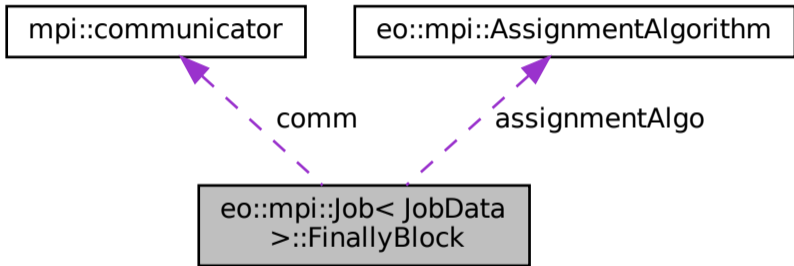 mpi::communicator
eo::mpi::AssignmentAlgorithm
comm
assignmentAlgo
eo::mpi::Job< JobData
>::FinallyBlock